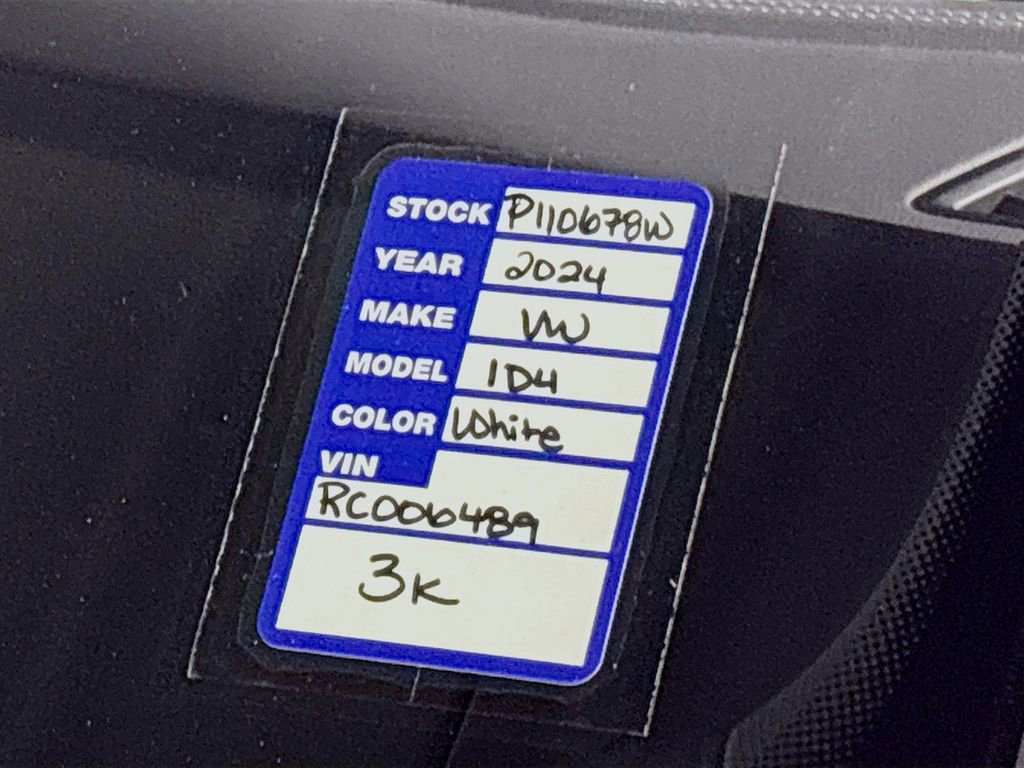 STOCK P110678W
YEAR 2024
MAKE VW
MODEL ID4
COLOR White
VIN
RC006489
3K